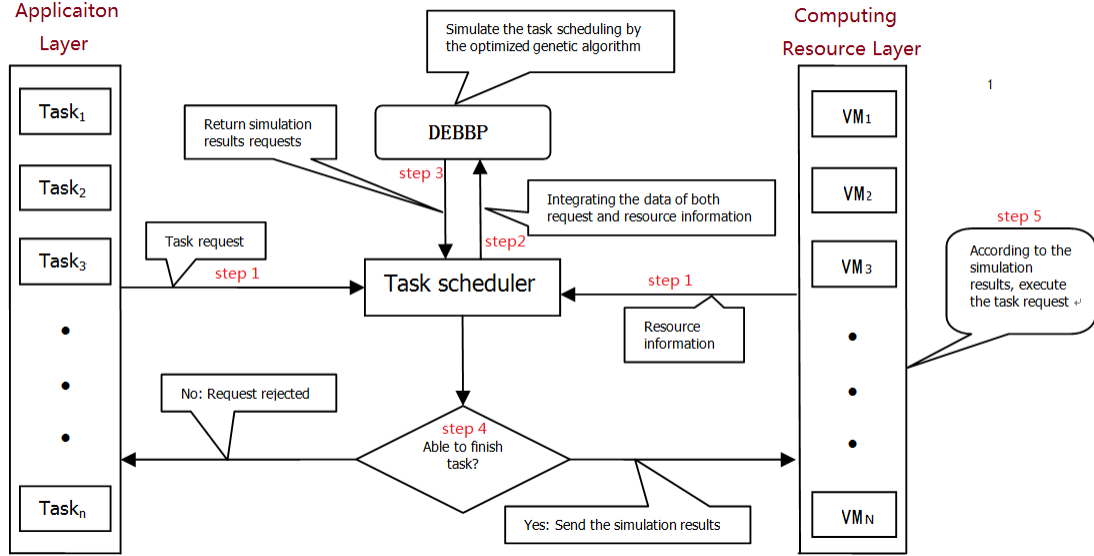 Applicaiton
Layer
Simulate the task scheduling by
the optimized genetic algorithm
Computing
Resource Layer
1
Task1
Task2
Task3
Taskn
Return simulation
results requests
DEBBP
step 3
Integrating the data of both
request and resource information
step2
Task request
step 1
Task scheduler
step 1
Resource
information
VM1
VM2
VM3
VMN
step 5
According to the
simulation
results, execute
the task request ↵
No: Request rejected
step 4
Able to finish
task?
Yes: Send the simulation results